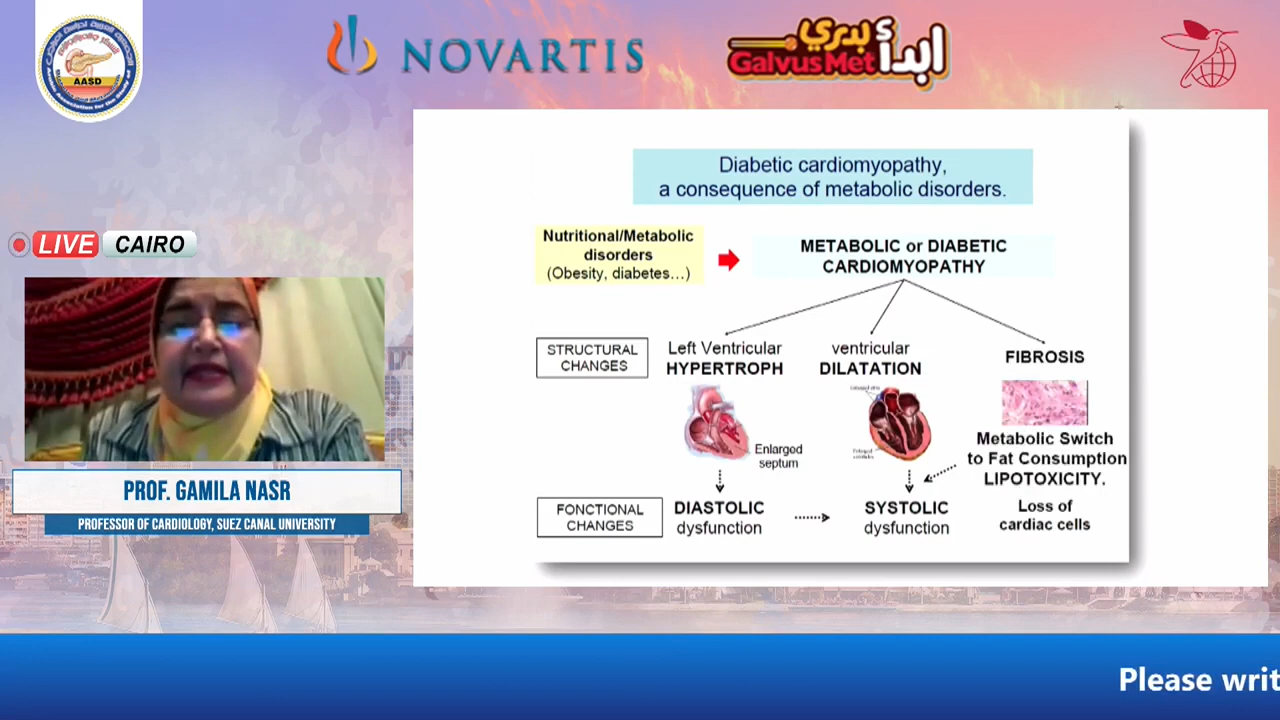 AASD
NOVARTIS
ابدأ بدري
GalvusMet
LIVE
CAIRO
PROF. GAMILA NASR
PROFESSOR OF CARDIOLOGY, SUEZ CANAL UNIVERSITY
Diabetic cardiomyopathy,
a consequence of metabolic disorders.
Nutritional/Metabolic
disorders
(Obesity, diabetes...)
METABOLIC or DIABETIC
CARDIOMYOPATHY
STRUCTURAL
CHANGES
Left Ventricular
HYPERTROPH
ventricular
DILATATION
FIBROSIS
Enlarged
septum
Metabolic Switch
to Fat Consumption
LIPOTOXICITY.
FONCTIONAL
CHANGES
DIASTOLIC
dysfunction
SYSTOLIC
dysfunction
Loss of
cardiac cells
Please writ